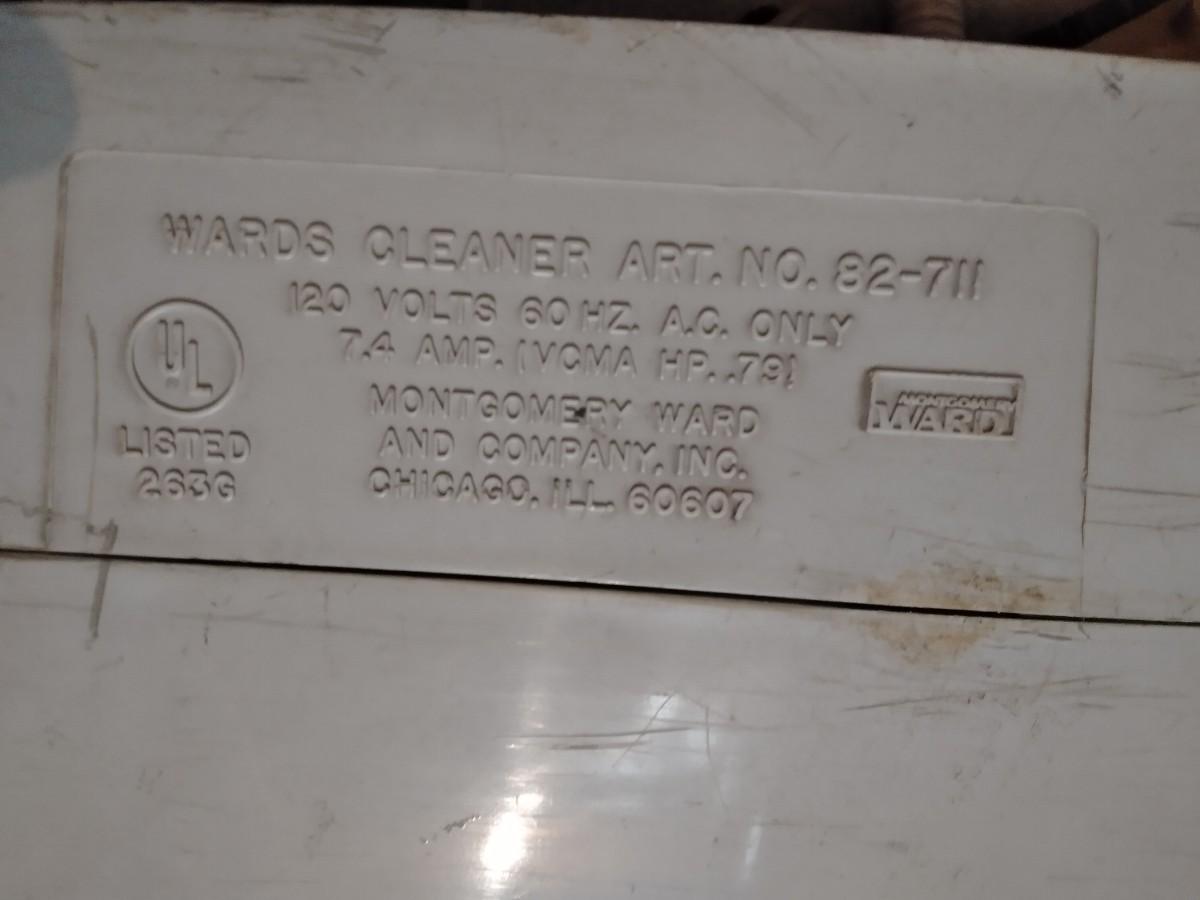 WARDS CLEANER ART. NO. 82-711
120 VOLTS 60 HZ. A.C. ONLY
7.4 AMP. (VCMA HP. .79)
MONTGOMERY WARD
AND COMPANY, INC.
CHICAGO, ILL. 60607
UL
LISTED
263G
MONTGOMERY
WARD